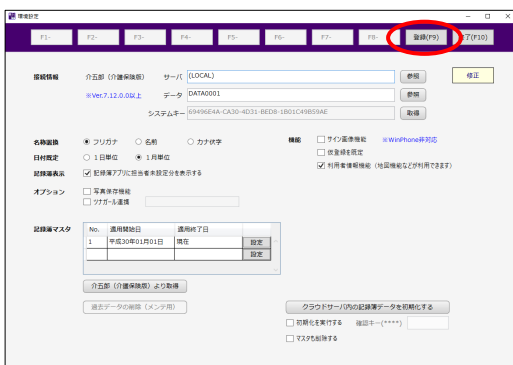 環境設定
F1-
F2-
F3-
F4-
F5-
F6-
F7-
F8-
登録(F9)
了(F10)
接続情報 介五郎（介護保険版） サーバ (LOCAL) 参照 修正
※Ver.7.12.0.0以上 データ DATA0001 参照
システムキー 69496E4A-CA30-4D31-BED8-1B01C49B59AE 取得
名称置換 フリガナ 名前 カナ伏字 機能 サイン画像機能 ※WinPhone非対応
日付既定 １日単位 １月単位 仮登録を既定
記録簿表示 記録簿アプリに担当者未設定分を表示する 利用者情報機能（地図機能などが利用できます）
オプション 写真保存機能
ツナガール連携
記録簿マスタ No. 適用開始日 適用終了日
1 平成30年01月01日 現在 設定
設定
介五郎（介護保険版）より取得
過去データの削除（メンテ用） クラウドサーバ内の記録簿データを初期化する
初期化を実行する 確認キー(****)
マスタも削除する